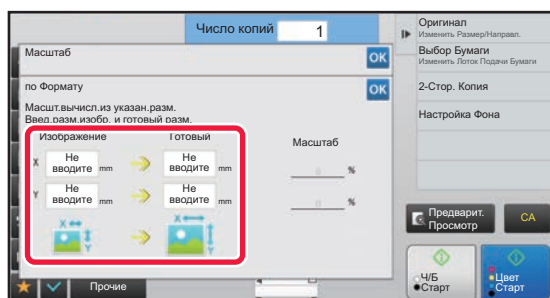 Число копий 1
Масштаб
OK
по Формату
OK
Масшт.вычисл.из указан.разм.
Введ.разм.изобр. и готовый разм.
Изображение Готовый
Масштаб
X Не вводите mm Не вводите mm %
Y Не вводите mm Не вводите mm %
X Y X Y
Прочие
Оригинал
Изменить Размер/Направл.
Выбор Бумаги
Изменить Лоток Подачи Бумаги
2-Стор. Копия
Настройка Фона
Предварит. Просмотр
CA
Ч/Б Старт
Цвет Старт